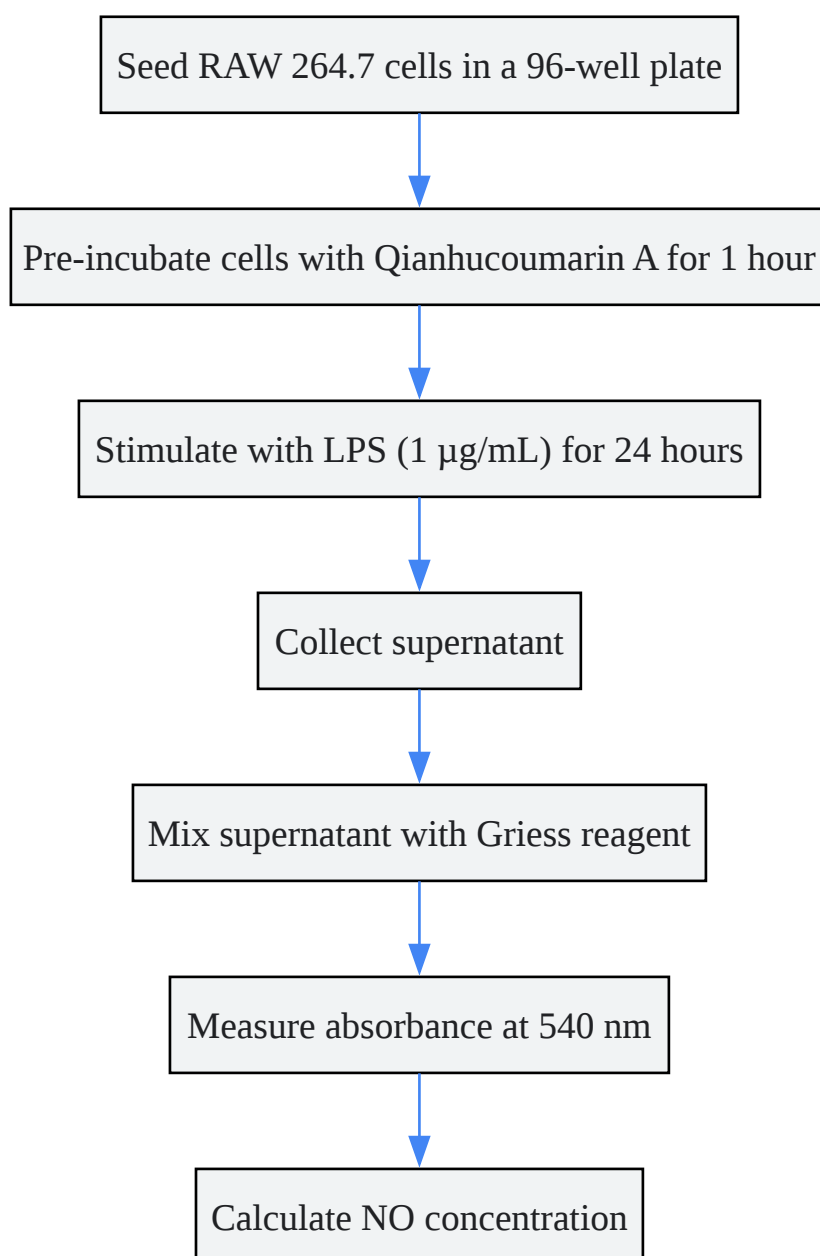 Seed RAW 264.7 cells in a 96-well plate
Pre-incubate cells with Qianhucoumarin A for 1 hour
Stimulate with LPS (1 µg/mL) for 24 hours
Collect supernatant
Mix supernatant with Griess reagent
Measure absorbance at 540 nm
Calculate NO concentration